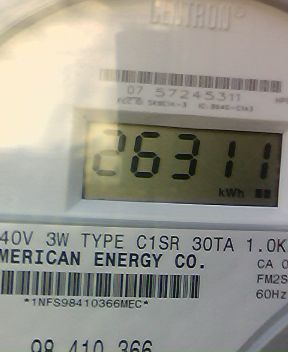 CENTRON®
07 57245311
26311
kWh
40V 3W TYPE C1SR 30TA 1.0K
MERICAN ENERGY CO.
CA 0
FM2S
60Hz
*1NFS98410366MEC*
98 410 366